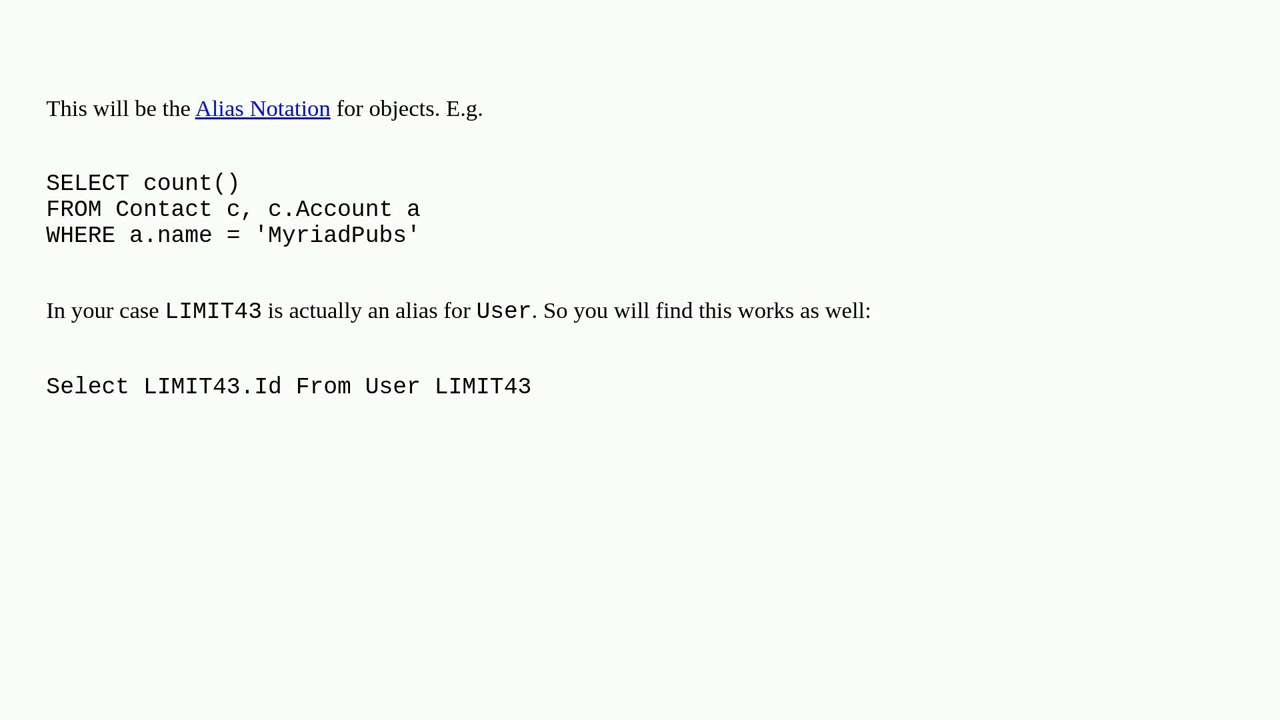 This will be the Alias Notation for objects. E.g.
SELECT count()
FROM Contact c, c.Account a
WHERE a.name = 'MyriadPubs'
In your case LIMIT43 is actually an alias for User. So you will find this works as well:
Select LIMIT43.Id From User LIMIT43